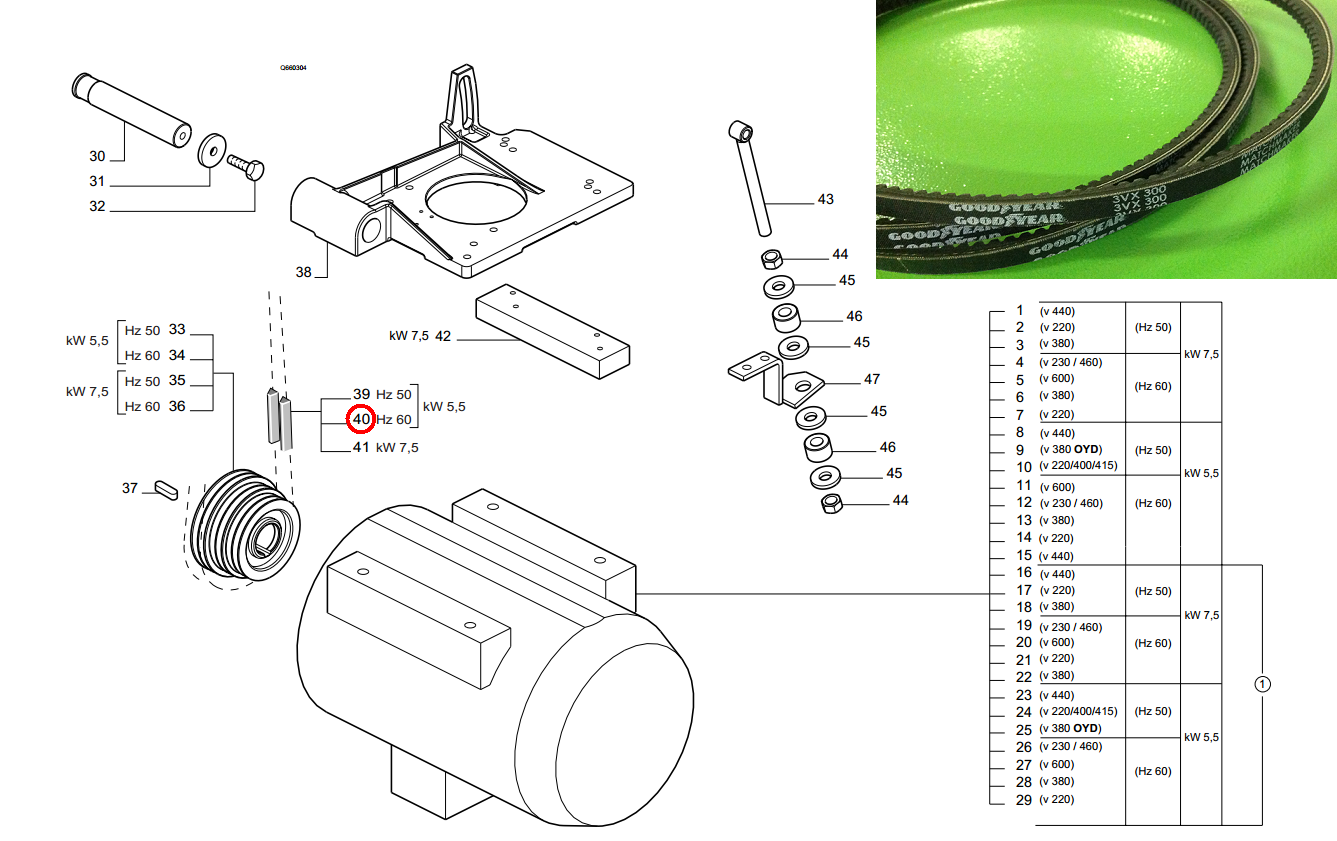 Q660304
30
31
32
38
kW 5,5
Hz 50 33
Hz 60 34
kW 7,5
Hz 50 35
Hz 60 36
37
39 Hz 50
40 Hz 60
kW 5,5
41 kW 7,5
kW 7,5 42
43
44
45
46
45
47
45
46
45
44
GOODYEAR 3VX 300 MATCHMAKER
GOODYEAR 3VX 300 MATCHMAKER
GOODYEAR
GOODYEAR
GOODYEAR
1 (v 440)
2 (v 220) (Hz 50)
3 (v 380)
kW 7,5
4 (v 230 / 460)
5 (v 600) (Hz 60)
6 (v 380)
7 (v 220)
8 (v 440)
9 (v 380 OYD) (Hz 50)
10 (v 220/400/415)
kW 5,5
11 (v 600)
12 (v 230 / 460) (Hz 60)
13 (v 380)
14 (v 220)
15 (v 440)
16 (v 440)
17 (v 220) (Hz 50)
18 (v 380)
kW 7,5
19 (v 230 / 460)
20 (v 600) (Hz 60)
21 (v 220)
22 (v 380)
1
23 (v 440)
24 (v 220/400/415) (Hz 50)
25 (v 380 OYD)
kW 5,5
26 (v 230 / 460)
27 (v 600) (Hz 60)
28 (v 380)
29 (v 220)